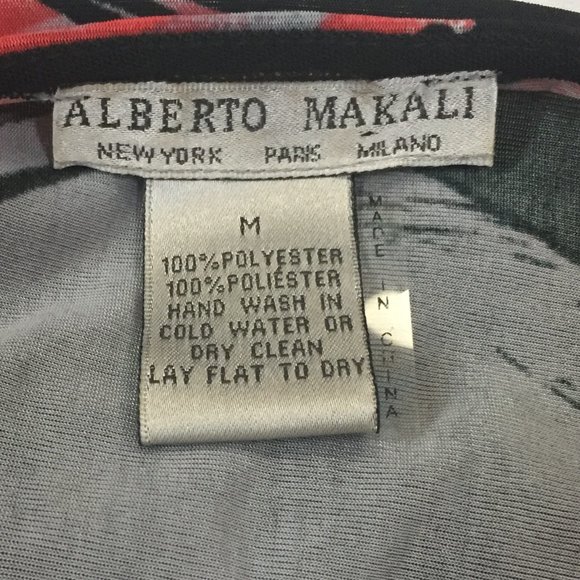 ALBERTO MAKALI
NEW YORK PARIS MILANO
M
100%POLYESTER
100%POLIÉSTER
HAND WASH IN
COLD WATER OR
DRY CLEAN
LAY FLAT TO DRY
MADE IN CHINA